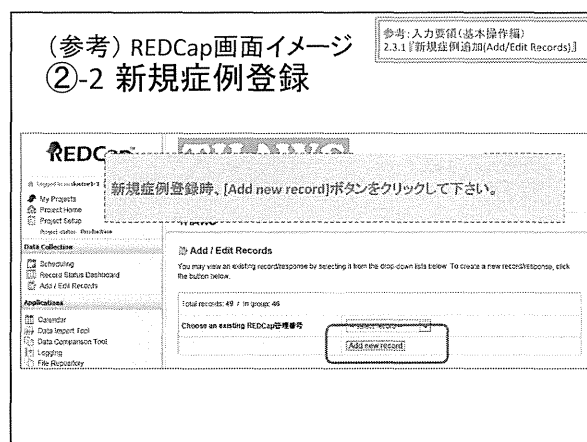 参考:入力要領(基本操作編)
2.3.1『新規症例追加(Add/Edit Records)』
(参考) REDCap画面イメージ
②-2 新規症例登録
REDCap
新規症例登録時、[Add new record]ボタンをクリックして下さい。
My Projects
Project Home
Project Setup
Project status: Production
Data Collection
Scheduling
Record Status Dashboard
Add / Edit Records
Applications
Calendar
Data Import Tool
Data Comparison Tool
Logging
File Repository
Add / Edit Records
You may view an existing record/response by selecting it from the drop-down lists below. To create a new record/response, click
the button below.
Total records: 49 / In group: 46
Choose an existing REDCap管理番号
-- select record --
Add new record